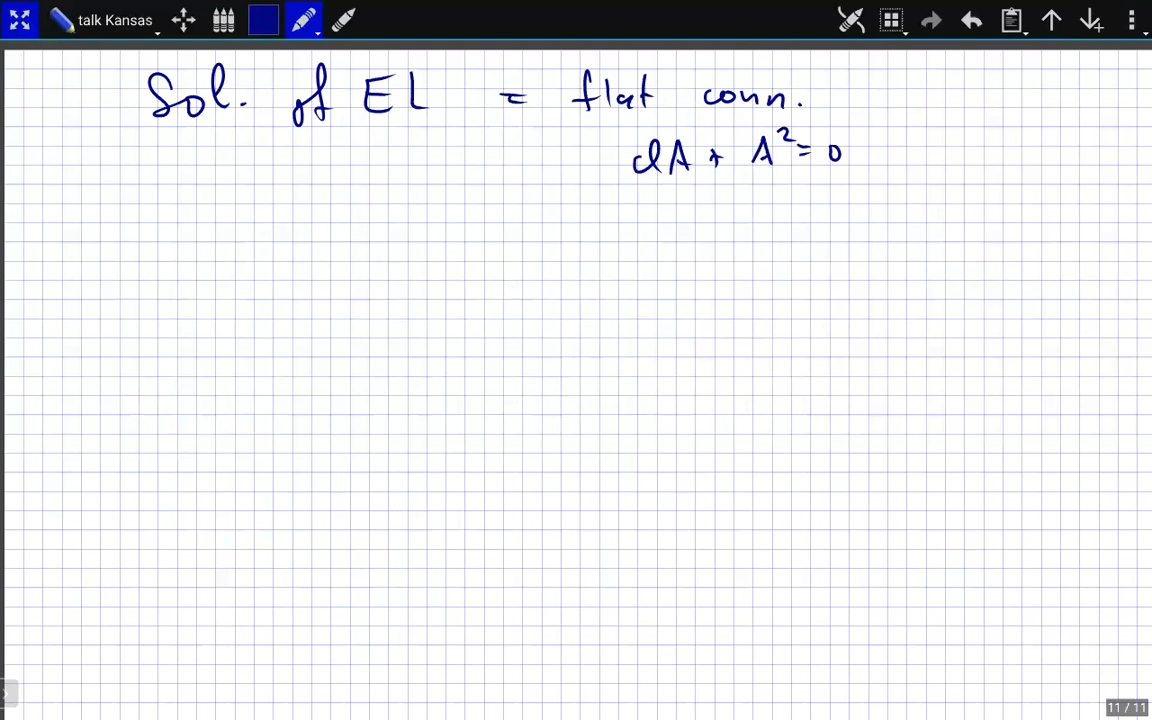 talk Kansas
Sol. of EL = flat conn.
dA + A² = 0
11 / 11